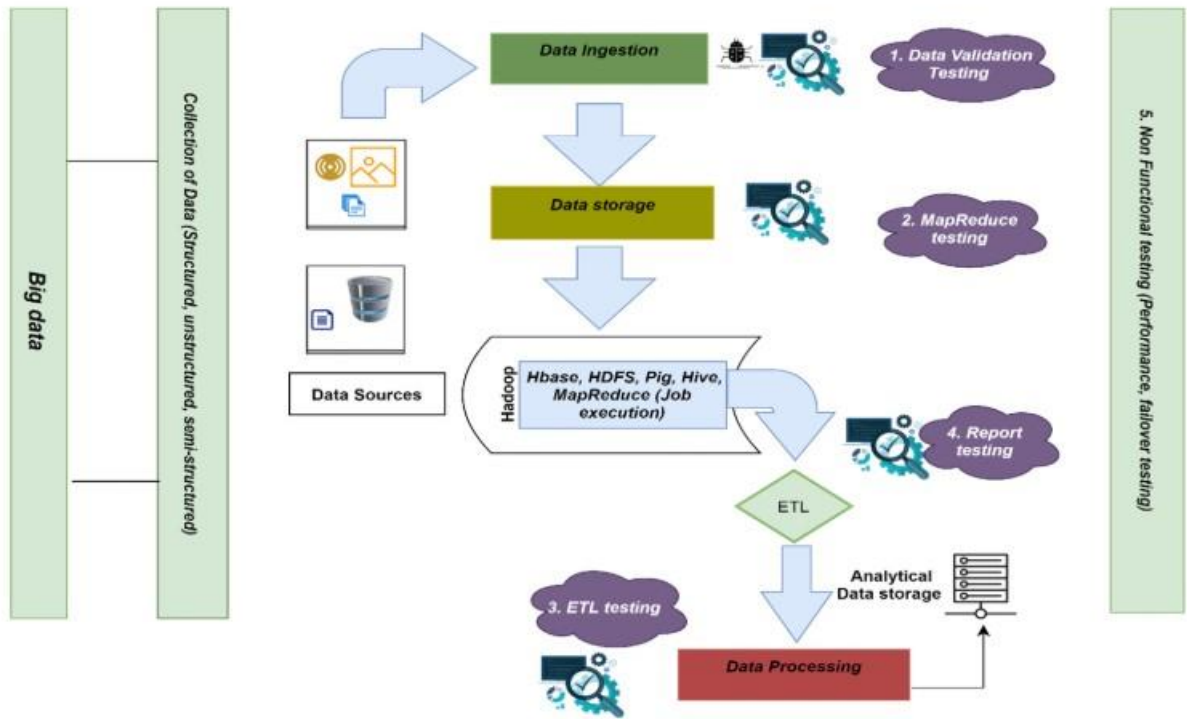 Big data
Collection of Data (Structured, unstructured, semi-structured)
Data Sources
Data Ingestion
1. Data Validation
Testing
Data storage
2. MapReduce
testing
Hadoop
Hbase, HDFS, Pig, Hive,
MapReduce (Job
execution)
4. Report
testing
ETL
Analytical
Data storage
3. ETL testing
Data Processing
5. Non Functional testing (Performance, failover testing)